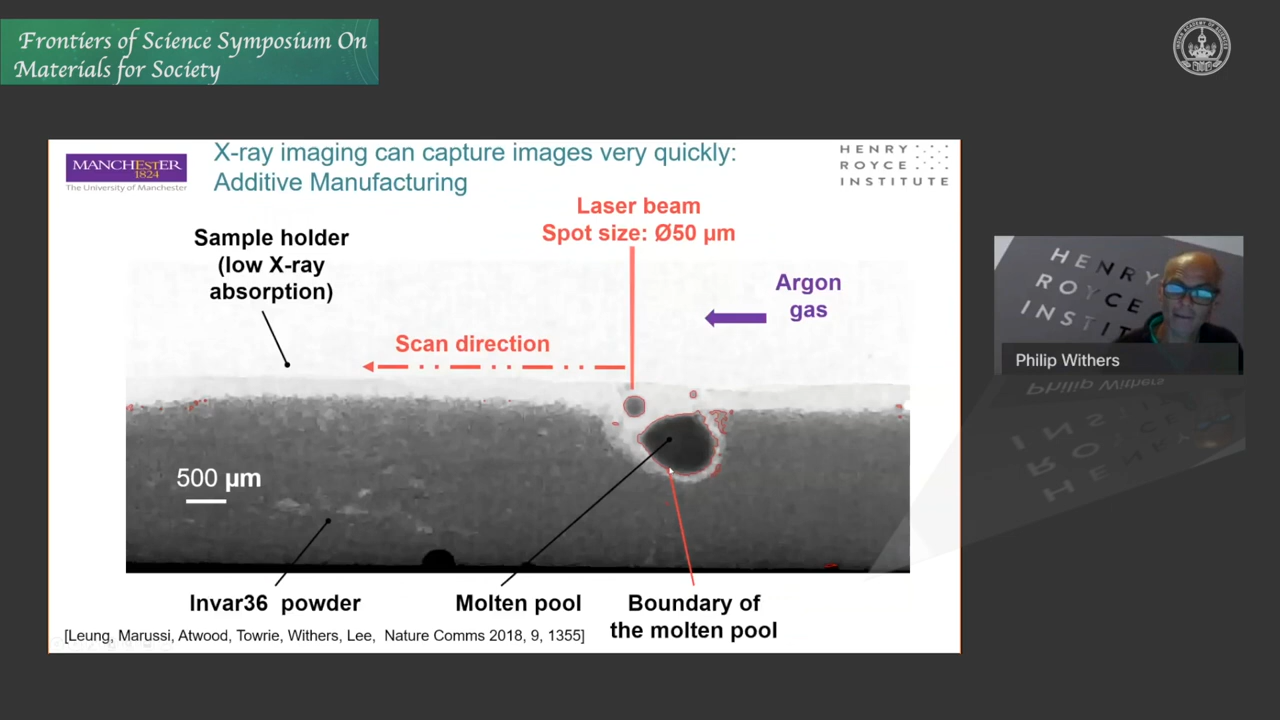 Frontiers of Science Symposium On
Materials for Society
MANCHESTER
1824
The University of Manchester
X-ray imaging can capture images very quickly:
Additive Manufacturing
HENRY
ROYCE
INSTITUTE
Laser beam
Spot size: Ø50 µm
Sample holder
(low X-ray
absorption)
Argon
gas
Scan direction
500 µm
Invar36 powder
Molten pool
Boundary of
the molten pool
[Leung, Marussi, Atwood, Towrie, Withers, Lee, Nature Comms 2018, 9, 1355]
HENRY
ROYCE
INSTIT
Philip Withers